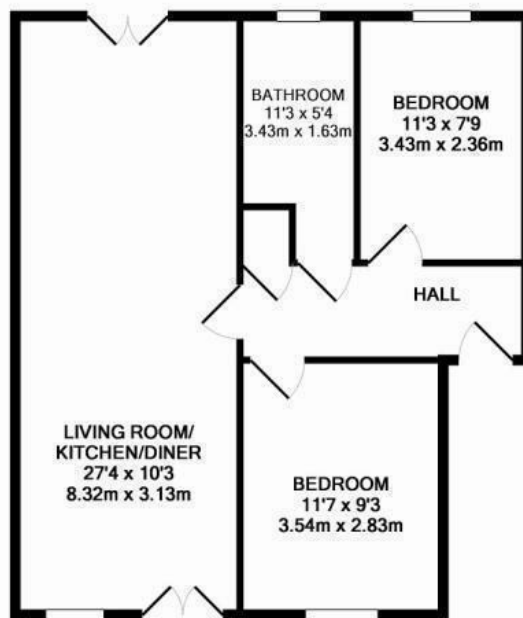 BATHROOM
11'3 x 5'4
3.43m x 1.63m
BEDROOM
11'3 x 7'9
3.43m x 2.36m
HALL
LIVING ROOM/
KITCHEN/DINER
27'4 x 10'3
8.32m x 3.13m
BEDROOM
11'7 x 9'3
3.54m x 2.83m